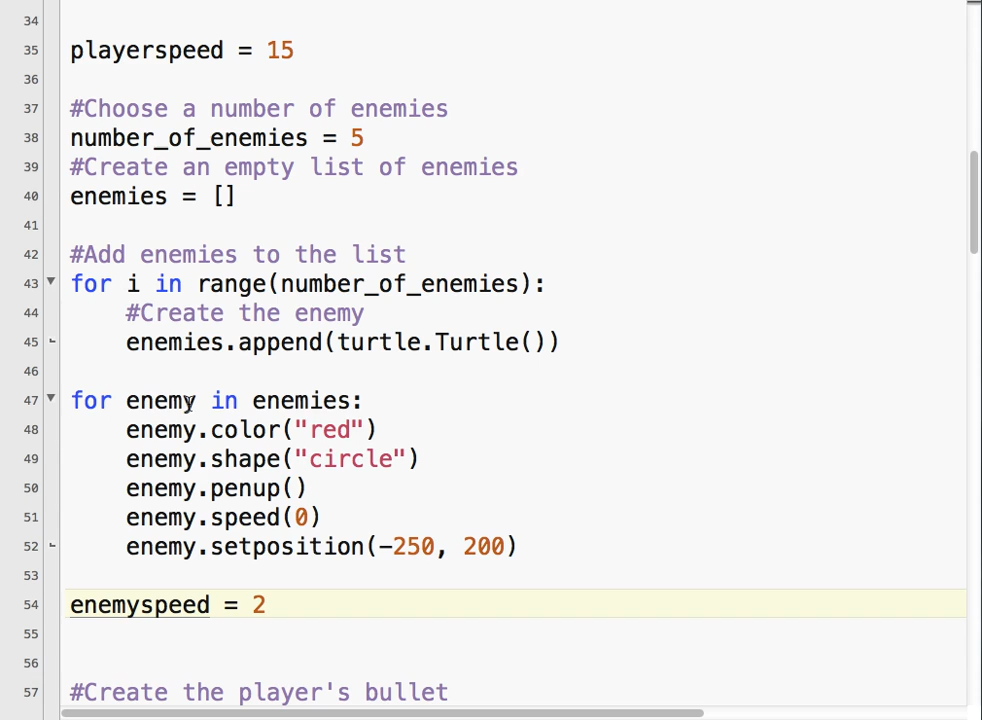 34
35 playerspeed = 15
36
37 #Choose a number of enemies
38 number_of_enemies = 5
39 #Create an empty list of enemies
40 enemies = []
41
42 #Add enemies to the list
43 for i in range(number_of_enemies):
44     #Create the enemy
45     enemies.append(turtle.Turtle())
46
47 for enemy in enemies:
48     enemy.color("red")
49     enemy.shape("circle")
50     enemy.penup()
51     enemy.speed(0)
52     enemy.setposition(-250, 200)
53
54 enemyspeed = 2
55
56
57 #Create the player's bullet